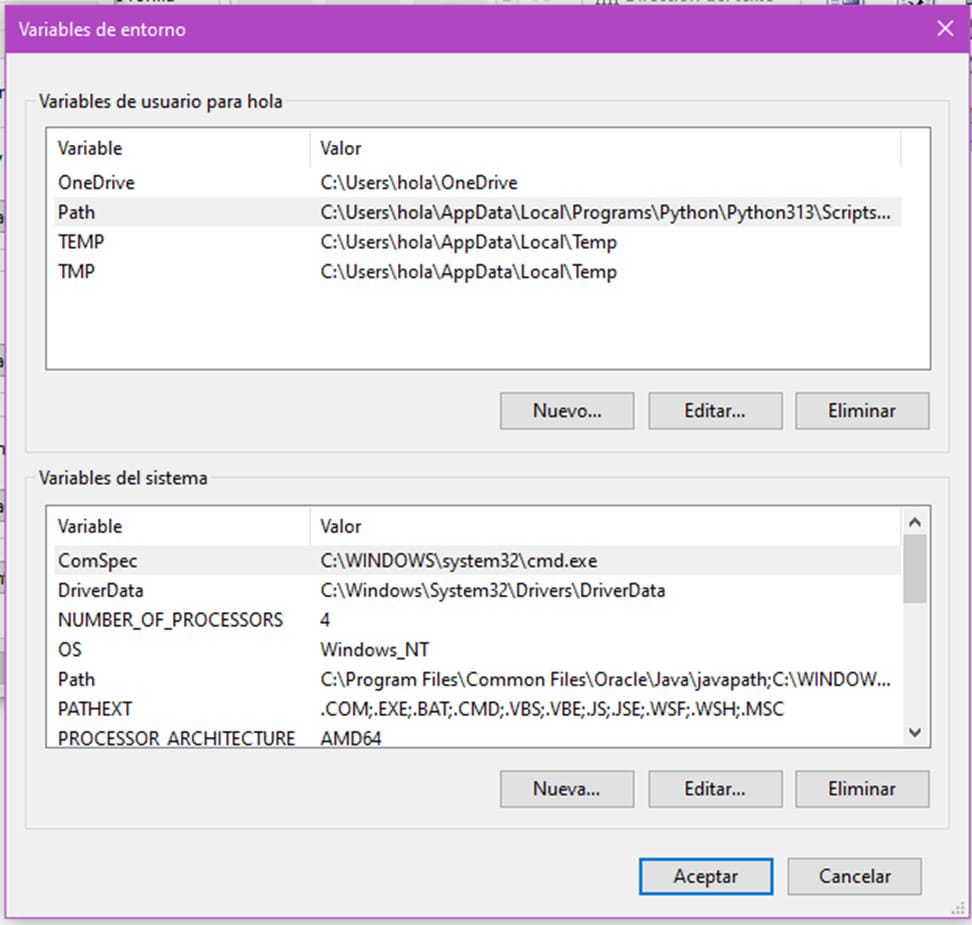 Variables de entorno
Variables de usuario para hola
Variable Valor
OneDrive C:\Users\hola\OneDrive
Path C:\Users\hola\AppData\Local\Programs\Python\Python313\Scripts...
TEMP C:\Users\hola\AppData\Local\Temp
TMP C:\Users\hola\AppData\Local\Temp
Nuevo... Editar... Eliminar
Variables del sistema
Variable Valor
ComSpec C:\WINDOWS\system32\cmd.exe
DriverData C:\Windows\System32\Drivers\DriverData
NUMBER_OF_PROCESSORS 4
OS Windows_NT
Path C:\Program Files\Common Files\Oracle\Java\javapath;C:\WINDOW...
PATHEXT .COM;.EXE;.BAT;.CMD;.VBS;.VBE;.JS;.JSE;.WSF;.WSH;.MSC
PROCESSOR_ARCHITECTURE AMD64
Nueva... Editar... Eliminar
Aceptar Cancelar